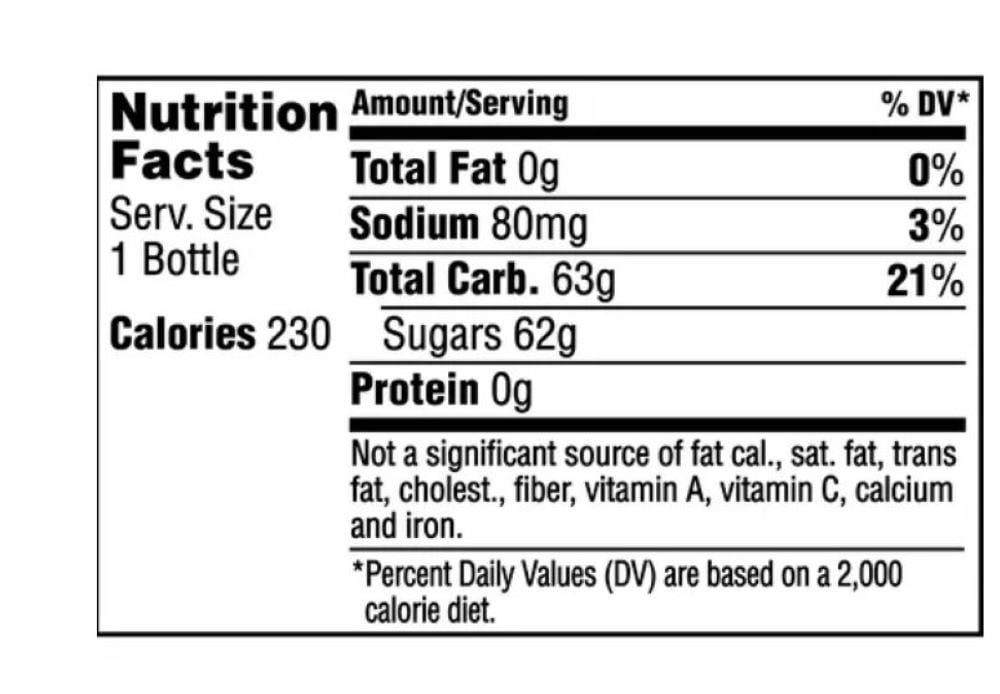 Nutrition
Facts
Serv. Size
1 Bottle
Calories 230
Amount/Serving % DV*
Total Fat 0g 0%
Sodium 80mg 3%
Total Carb. 63g 21%
Sugars 62g
Protein 0g
Not a significant source of fat cal., sat. fat, trans
fat, cholest., fiber, vitamin A, vitamin C, calcium
and iron.
*Percent Daily Values (DV) are based on a 2,000
calorie diet.